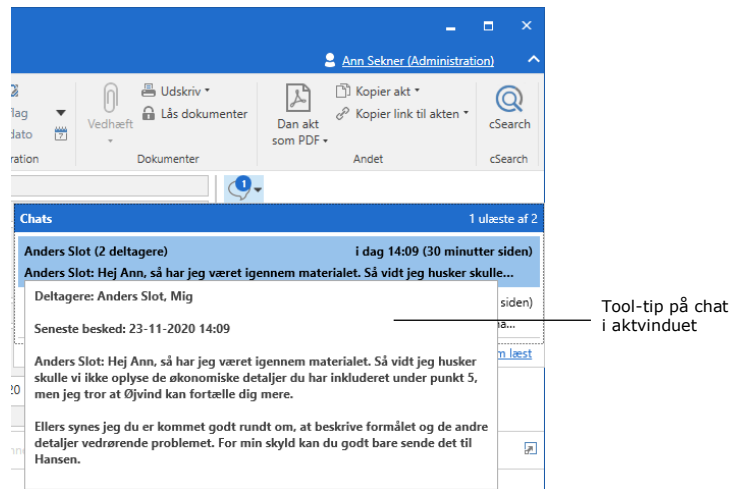 Ann Sekner (Administration)
flag
dato
Vedhæft
Udskriv
Lås dokumenter
Dan akt
som PDF
Kopier akt
Kopier link til akten
cSearch
ration
Dokumenter
Andet
cSearch
1
Chats
1 ulæste af 2
Anders Slot (2 deltagere)
i dag 14:09 (30 minutter siden)
Anders Slot: Hej Ann, så har jeg været igennem materialet. Så vidt jeg husker skulle...
Deltagere: Anders Slot, Mig
siden)
Seneste besked: 23-11-2020 14:09
Tool-tip på chat
i aktvinduet
m læst
Anders Slot: Hej Ann, så har jeg været igennem materialet. Så vidt jeg husker
skulle vi ikke oplyse de økonomiske detaljer du har inkluderet under punkt 5,
men jeg tror at Øjvind kan fortælle dig mere.
20
Ellers synes jeg du er kommet godt rundt om, at beskrive formålet og de andre
detaljer vedrørende problemet. For min skyld kan du godt bare sende det til
Hansen.